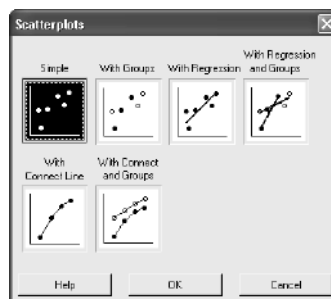 Scatterplots
Simple
With Groups
With Regression
With Regression
and Groups
With
Connect Line
With Connect
and Groups
Help
OK
Cancel